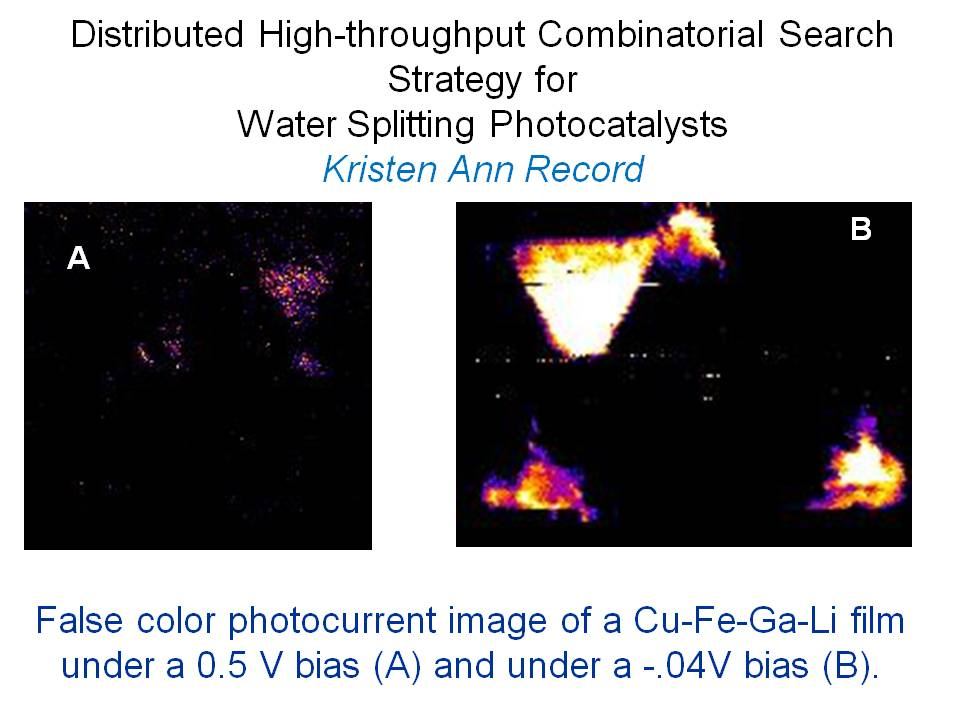 Distributed High-throughput Combinatorial Search
Strategy for
Water Splitting Photocatalysts
Kristen Ann Record
A
B
False color photocurrent image of a Cu-Fe-Ga-Li film
under a 0.5 V bias (A) and under a -.04V bias (B).